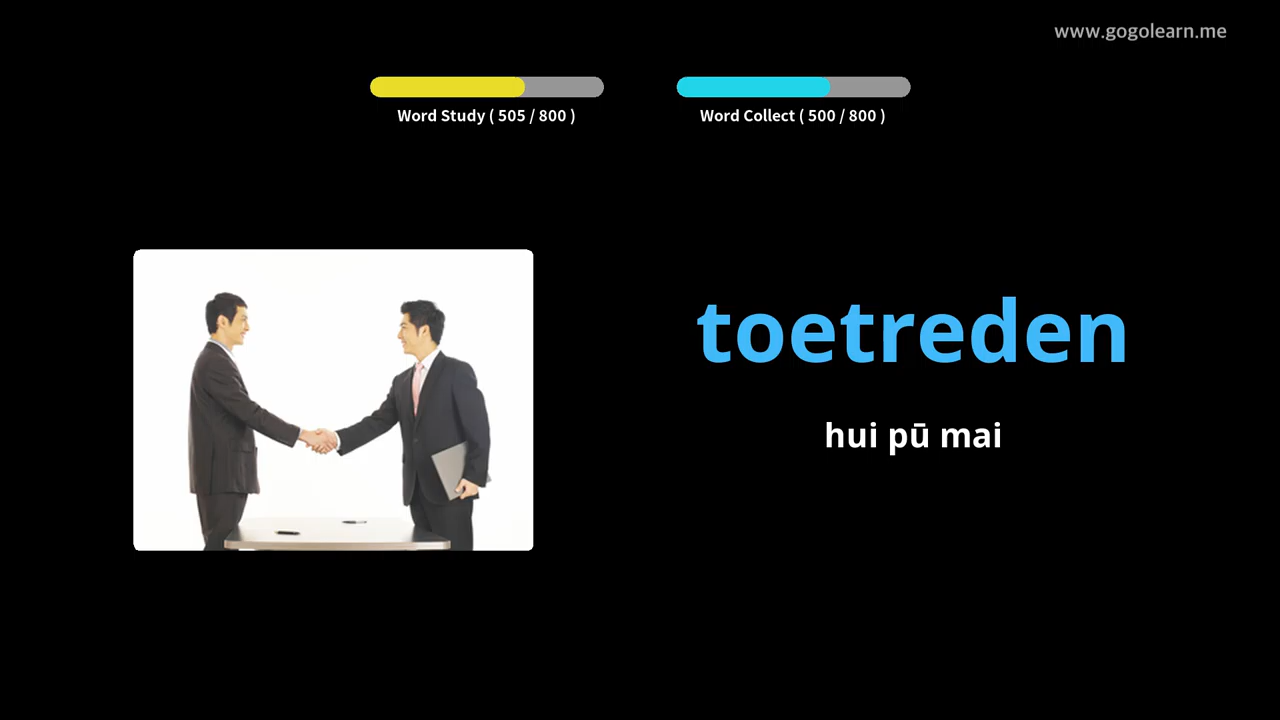 www.gogolearn.me
Word Study ( 505 / 800 )
Word Collect ( 500 / 800 )
toetreden
hui pū mai